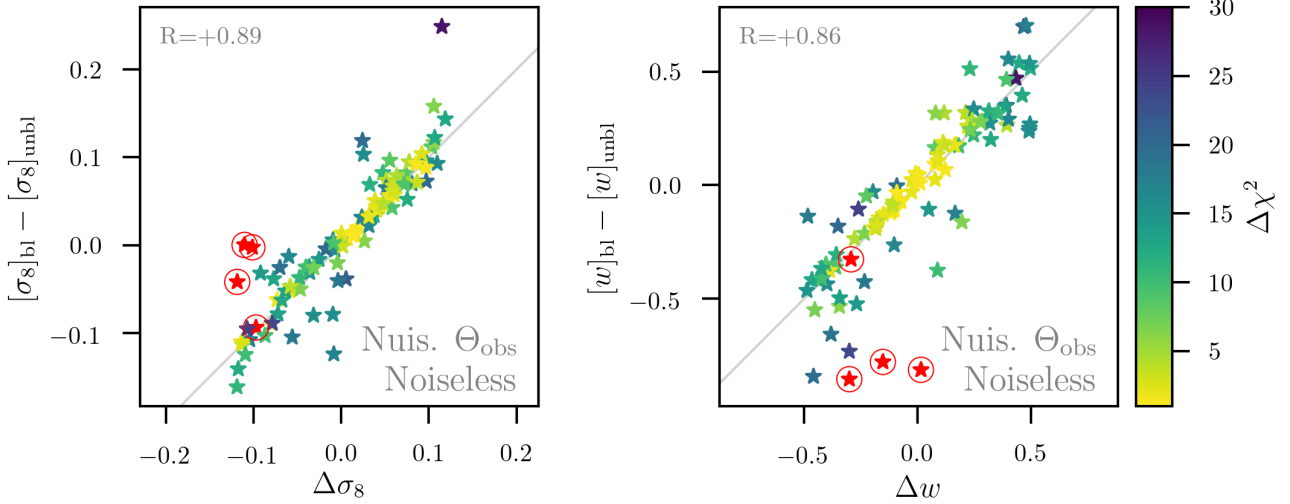 R=+0.89
0.2
0.1
0.0
−0.1
[σ₈]bl − [σ₈]unbl
Nuis. Θobs
Noiseless
−0.2
−0.1
0.0
0.1
0.2
Δσ₈
R=+0.86
0.5
0.0
−0.5
[w]bl − [w]unbl
Nuis. Θobs
Noiseless
−0.5
0.0
0.5
Δw
30
25
20
15
10
5
Δχ²